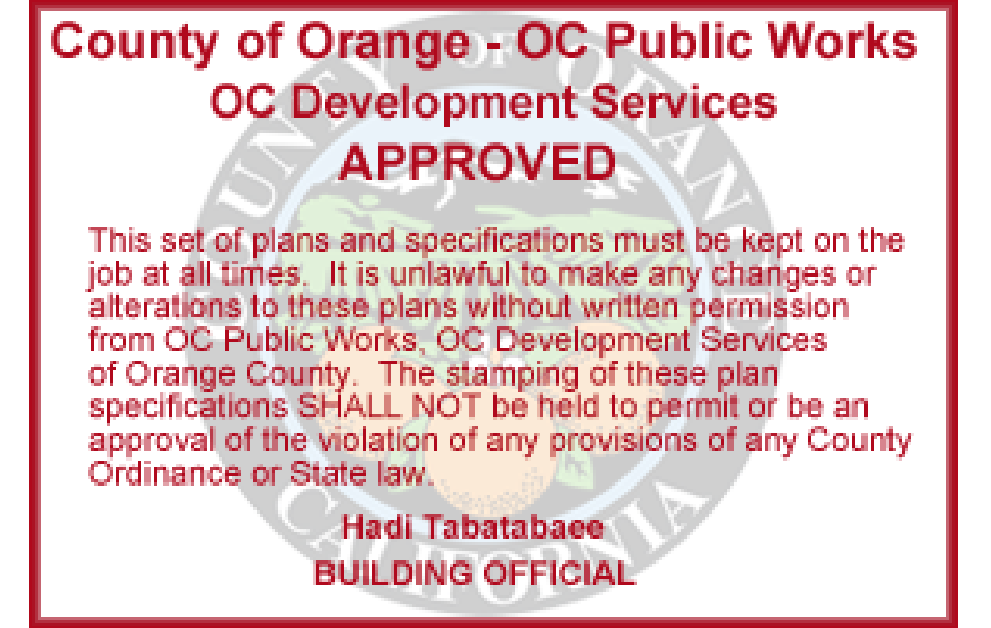 County of Orange - OC Public Works
OC Development Services
APPROVED
This set of plans and specifications must be kept on the
job at all times.  It is unlawful to make any changes or
alterations to these plans without written permission
from OC Public Works, OC Development Services
of Orange County.  The stamping of these plan
specifications SHALL NOT be held to permit or be an
approval of the violation of any provisions of any County
Ordinance or State law.
Hadi Tabatabaee
BUILDING OFFICIAL
COUNTY OF ORANGE
CALIFORNIA